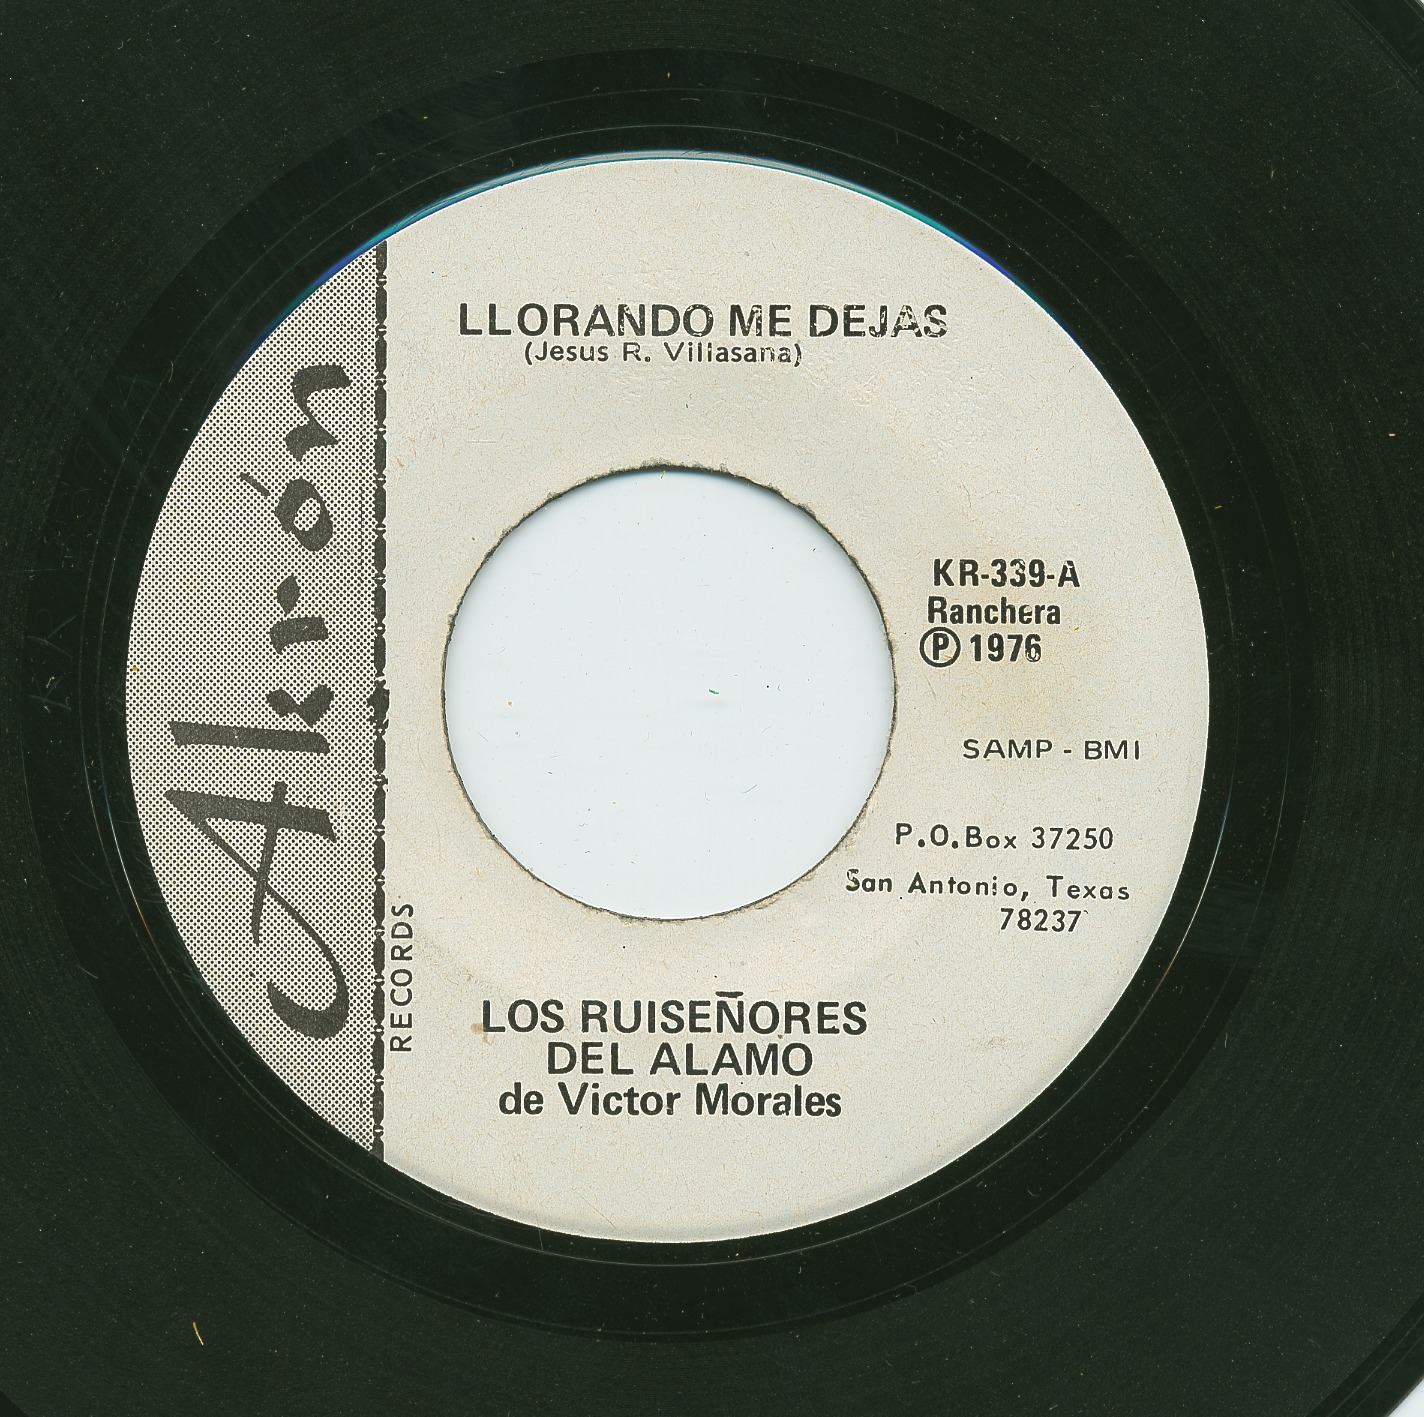 LLORANDO ME DEJAS
(Jesus R. Villasana)
Akrón
RECORDS
KR-339-A
Ranchera
Ⓟ 1976
SAMP - BMI
P.O.Box 37250
San Antonio, Texas
78237
LOS RUISEÑORES
DEL ALAMO
de Victor Morales